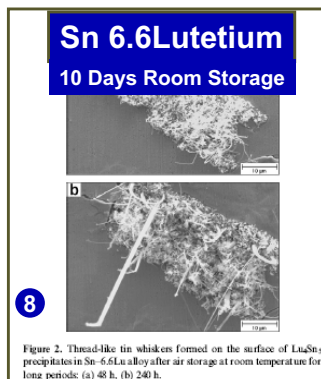 Sn 6.6Lutetium
10 Days Room Storage
10 μm
b
10 μm
8
Figure 2. Thread-like tin whiskers formed on the surface of Lu4Sn5
precipitates in Sn–6.6Lu alloy after air storage at room temperature for
long periods: (a) 48 h, (b) 240 h.